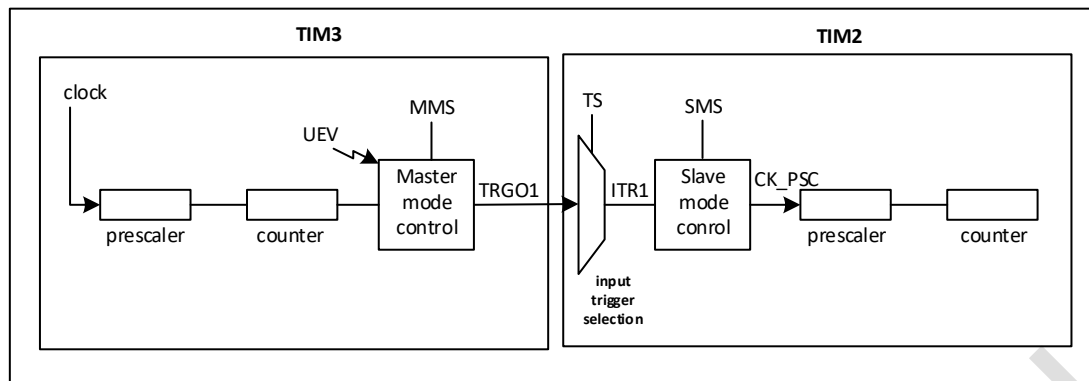 TIM3
TIM2
clock
MMS
TS
SMS
UEV
Master
mode
control
TRGO1
ITR1
Slave
mode
conrol
CK_PSC
prescaler
counter
prescaler
counter
input
trigger
selection